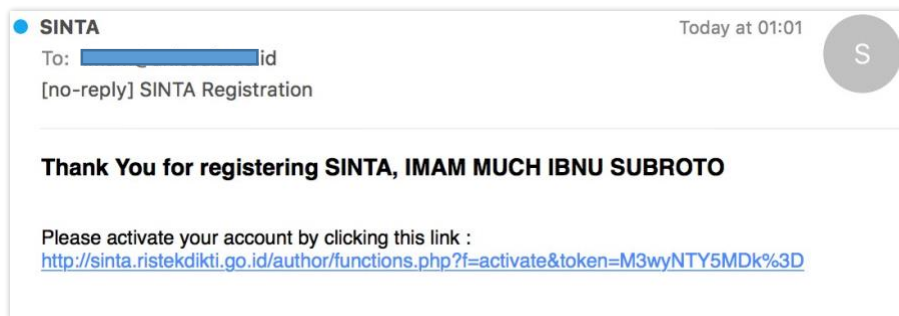 SINTA
Today at 01:01
S
To: id
[no-reply] SINTA Registration
Thank You for registering SINTA, IMAM MUCH IBNU SUBROTO
Please activate your account by clicking this link :
http://sinta.ristekdikti.go.id/author/functions.php?f=activate&token=M3wyNTY5MDk%3D